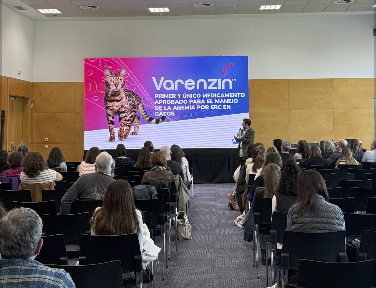 Varenzin
PRIMER Y ÚNICO MEDICAMENTO
APROBADO PARA EL MANEJO
DE LA ANEMIA POR ERC EN
GATOS